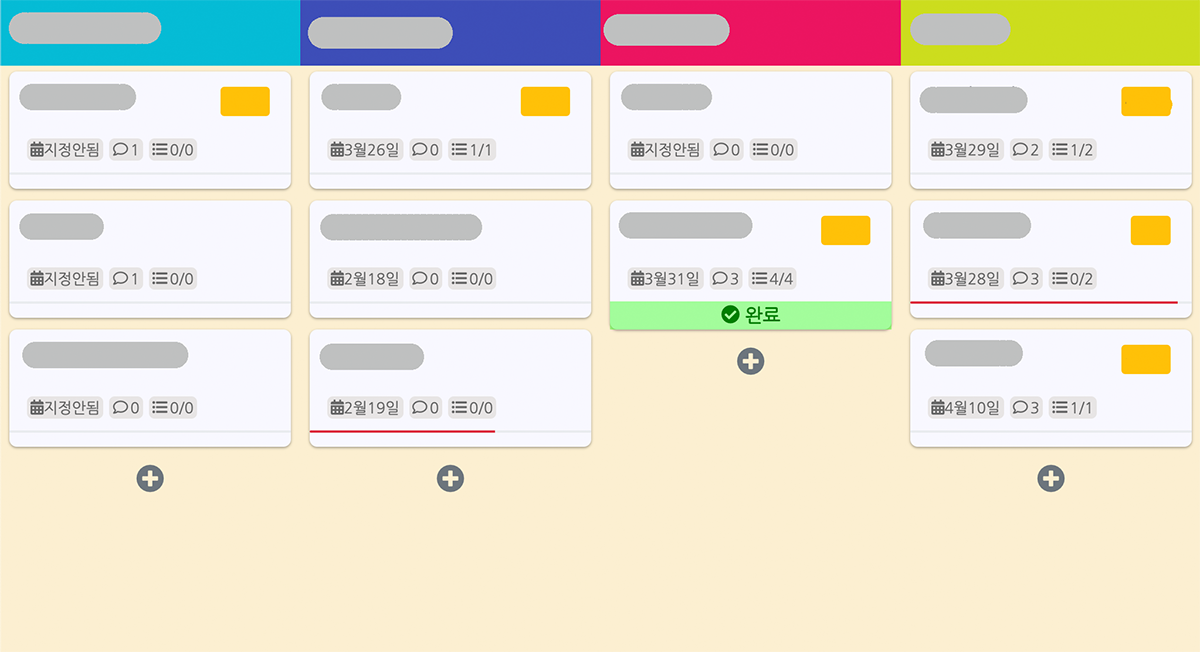 지정안됨 1 0/0
지정안됨 1 0/0
지정안됨 0 0/0
3월26일 0 1/1
2월18일 0 0/0
2월19일 0 0/0
지정안됨 0 0/0
3월31일 3 4/4
완료
3월29일 2 1/2
3월28일 3 0/2
4월10일 3 1/1